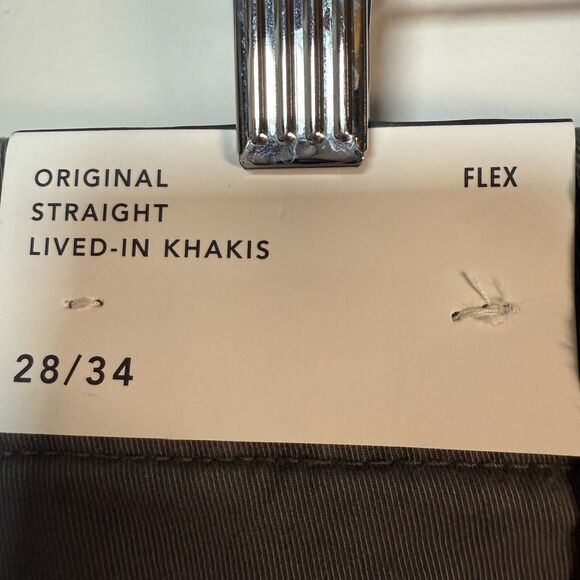 ORIGINAL
STRAIGHT
LIVED-IN KHAKIS
FLEX
28/34